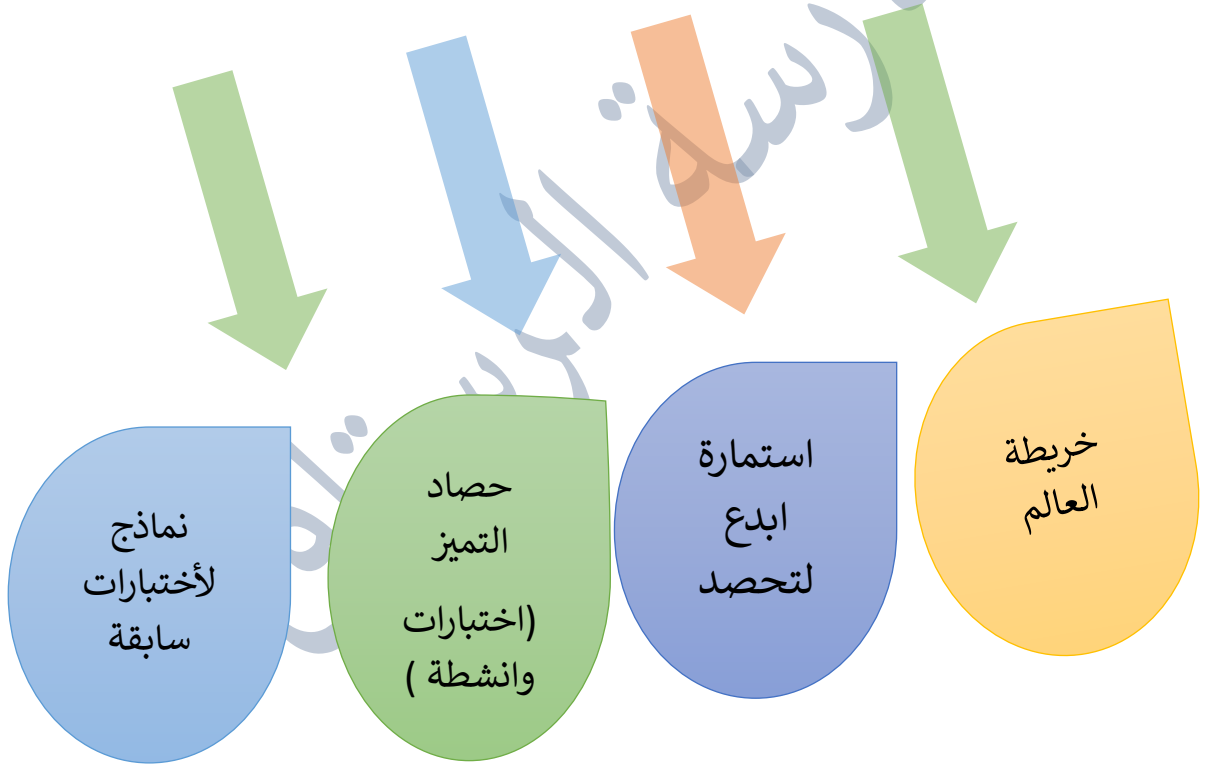 خريطة
العالم
استمارة
ابدع
لتحصد
حصاد
التميز
(اختبارات
وانشطة )
نماذج
لأختبارات
سابقة